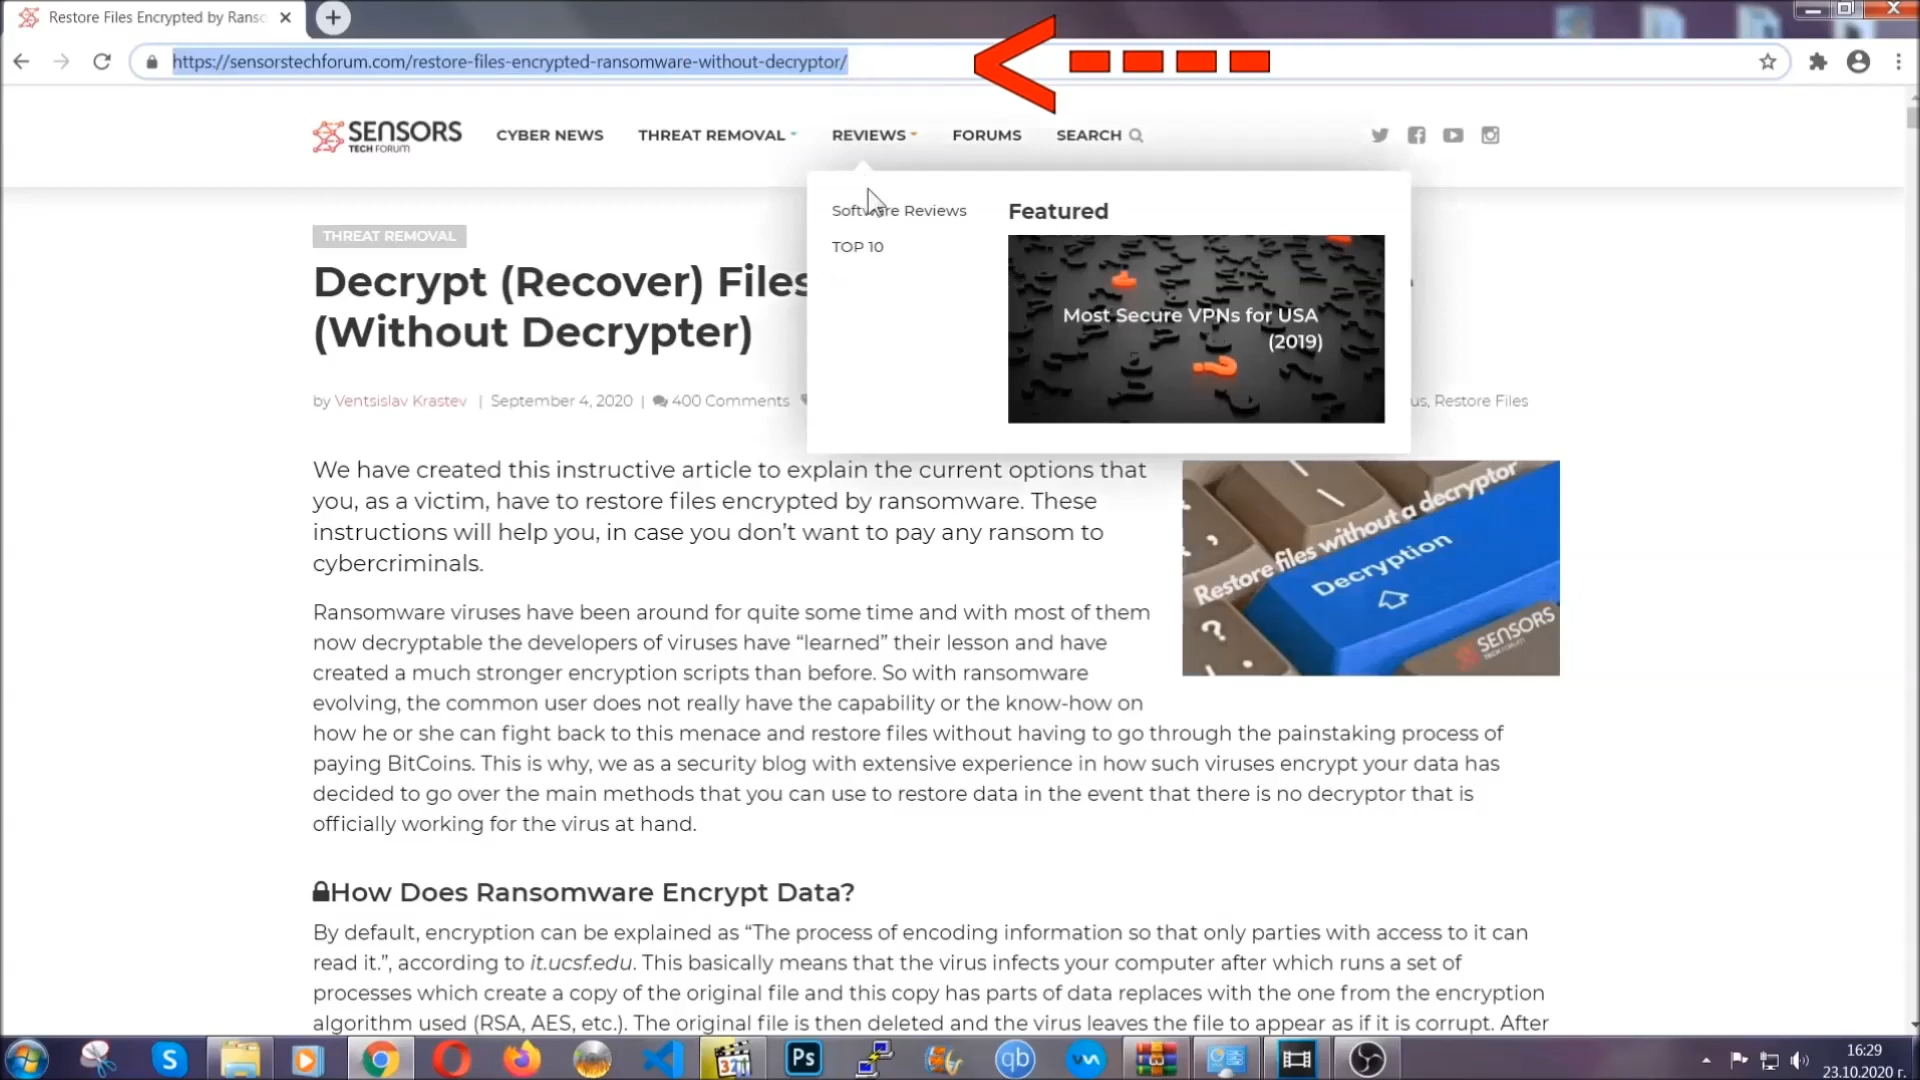 Restore Files Encrypted by Ranso
https://sensorstechforum.com/restore-files-encrypted-ransomware-without-decryptor/
SENSORS
TECH FORUM
CYBER NEWS
THREAT REMOVAL
REVIEWS
FORUMS
SEARCH
Software Reviews
TOP 10
Featured
Most Secure VPNs for USA
(2019)
THREAT REMOVAL
Decrypt (Recover) Files
(Without Decrypter)
by Ventsislav Krastev | September 4, 2020 | 400 Comments
us, Restore Files
We have created this instructive article to explain the current options that
you, as a victim, have to restore files encrypted by ransomware. These
instructions will help you, in case you don’t want to pay any ransom to
cybercriminals.
Restore files without a decryptor
Decryption
SENSORS
TECH FORUM
Ransomware viruses have been around for quite some time and with most of them
now decryptable the developers of viruses have “learned” their lesson and have
created a much stronger encryption scripts than before. So with ransomware
evolving, the common user does not really have the capability or the know-how on
how he or she can fight back to this menace and restore files without having to go through the painstaking process of
paying BitCoins. This is why, we as a security blog with extensive experience in how such viruses encrypt your data has
decided to go over the main methods that you can use to restore data in the event that there is no decryptor that is
officially working for the virus at hand.
How Does Ransomware Encrypt Data?
By default, encryption can be explained as “The process of encoding information so that only parties with access to it can
read it.”, according to it.ucsf.edu. This basically means that the virus infects your computer after which runs a set of
processes which create a copy of the original file and this copy has parts of data replaces with the one from the encryption
algorithm used (RSA, AES, etc.). The original file is then deleted and the virus leaves the file to appear as if it is corrupt. After
S
321
Ps
qb
16:29
23.10.2020 г.